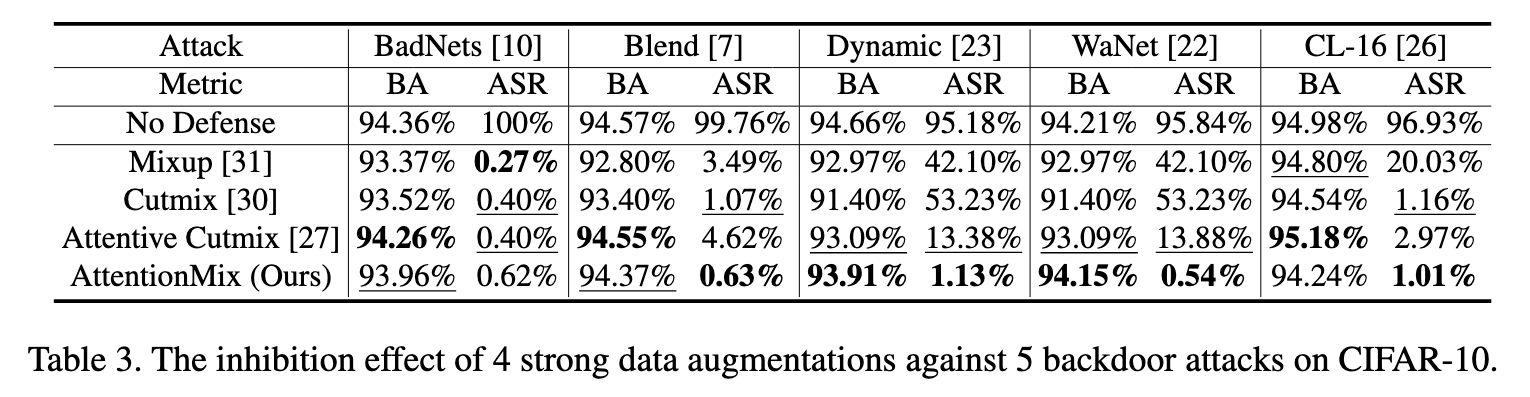 Attack BadNets [10] Blend [7] Dynamic [23] WaNet [22] CL-16 [26]
Metric BA ASR BA ASR BA ASR BA ASR BA ASR
No Defense 94.36% 100% 94.57% 99.76% 94.66% 95.18% 94.21% 95.84% 94.98% 96.93%
Mixup [31] 93.37% 0.27% 92.80% 3.49% 92.97% 42.10% 92.97% 42.10% 94.80% 20.03%
Cutmix [30] 93.52% 0.40% 93.40% 1.07% 91.40% 53.23% 91.40% 53.23% 94.54% 1.16%
Attentive Cutmix [27] 94.26% 0.40% 94.55% 4.62% 93.09% 13.38% 93.09% 13.88% 95.18% 2.97%
AttentionMix (Ours) 93.96% 0.62% 94.37% 0.63% 93.91% 1.13% 94.15% 0.54% 94.24% 1.01%
Table 3. The inhibition effect of 4 strong data augmentations against 5 backdoor attacks on CIFAR-10.